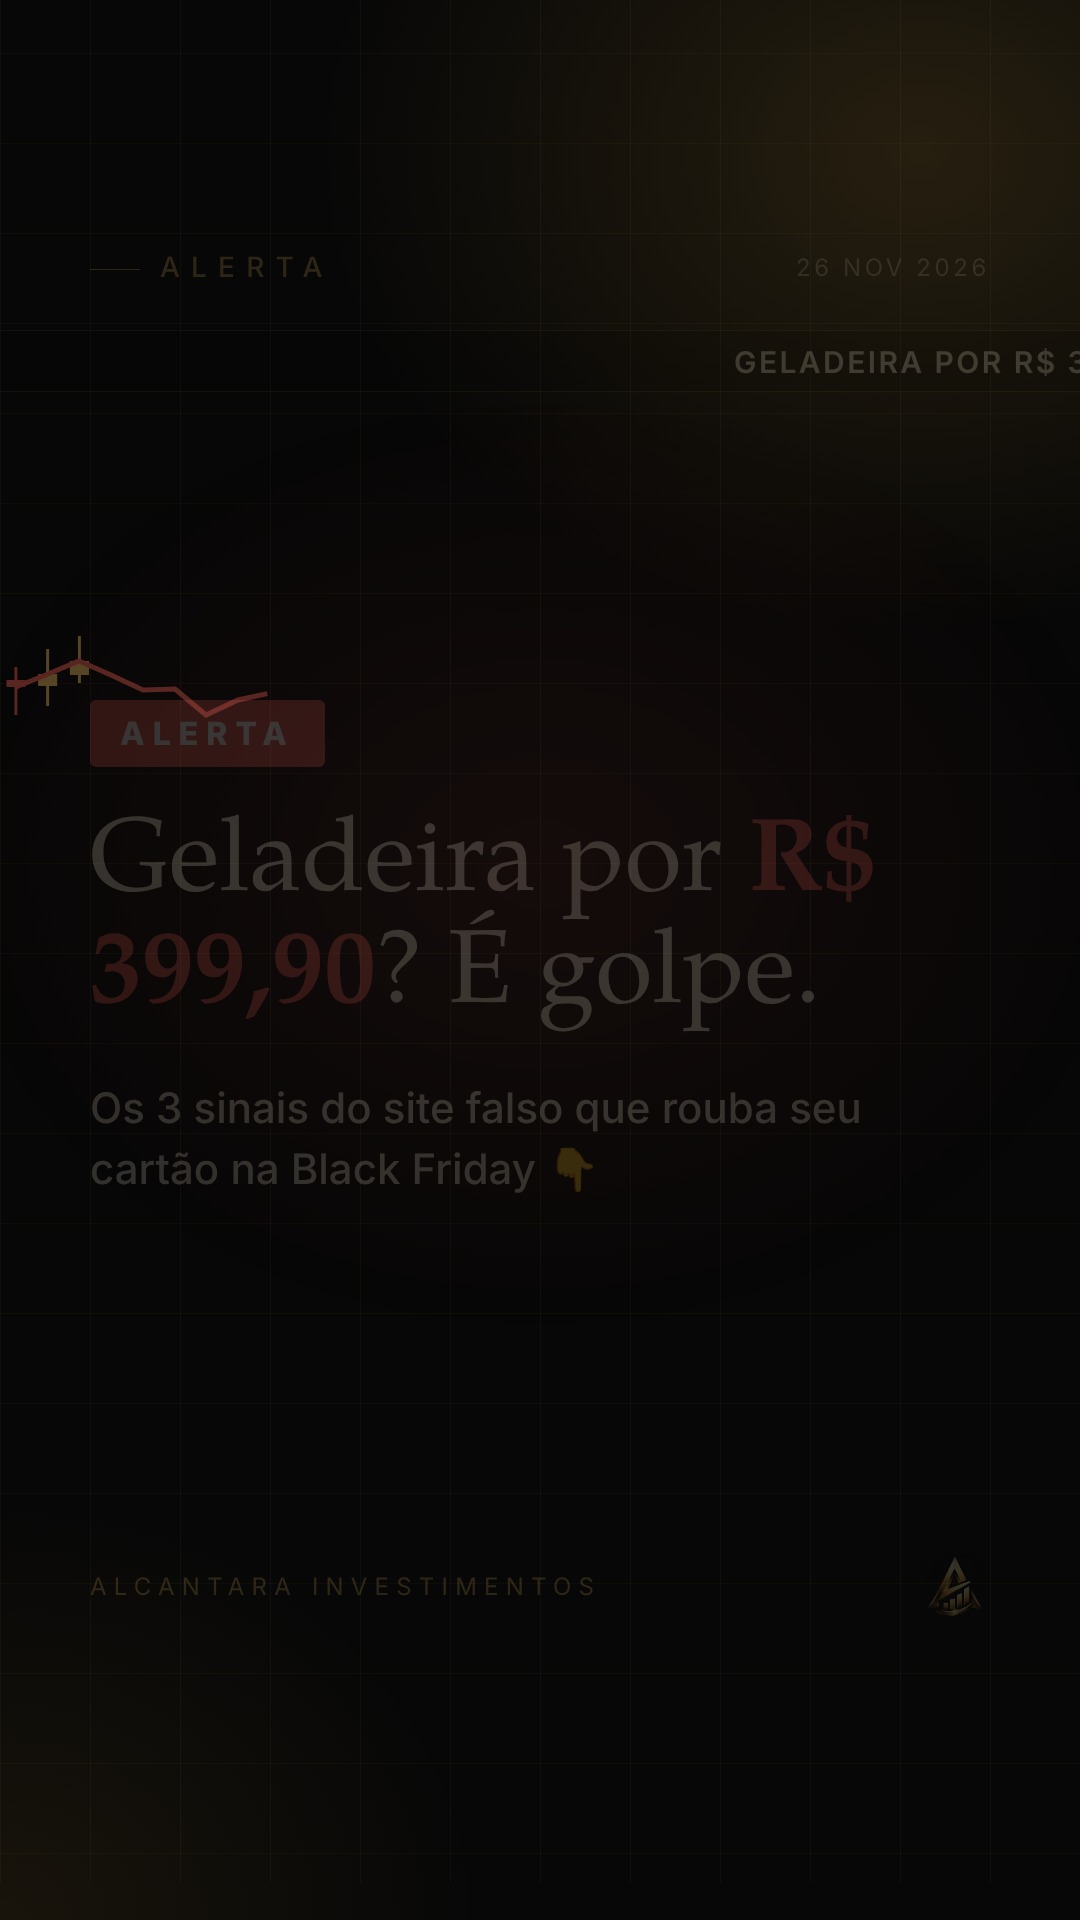 ALERTA
26 NOV 2026
GELADEIRA POR R$ 3
ALERTA
Geladeira por R$
399,90? É golpe.
Os 3 sinais do site falso que rouba seu
cartão na Black Friday 👇
ALCANTARA INVESTIMENTOS